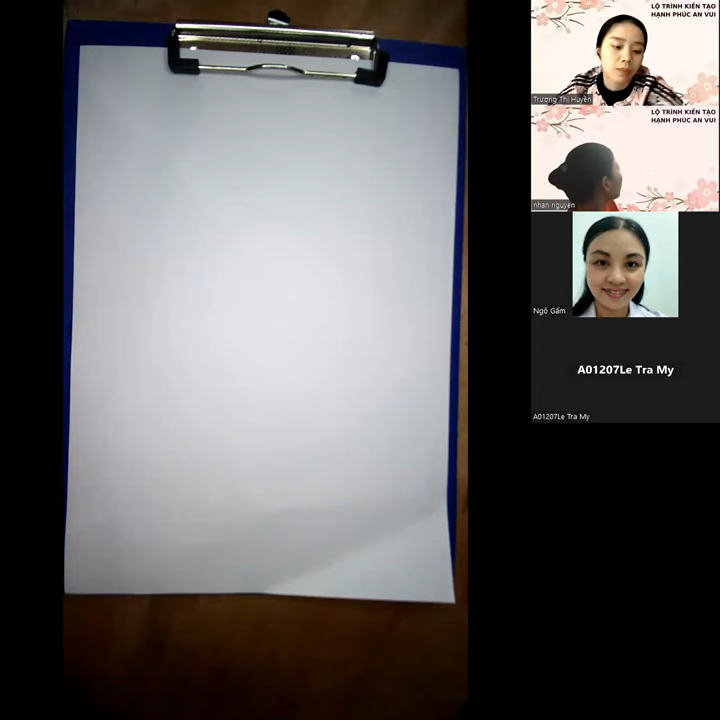 LỘ TRÌNH KIẾN TẠO
HẠNH PHÚC AN VUI
Trương Thị Huyền
LỘ TRÌNH KIẾN TẠO
HẠNH PHÚC AN VUI
nhan nguyen
Ngô Gấm
A01207Le Tra My
A01207Le Tra My